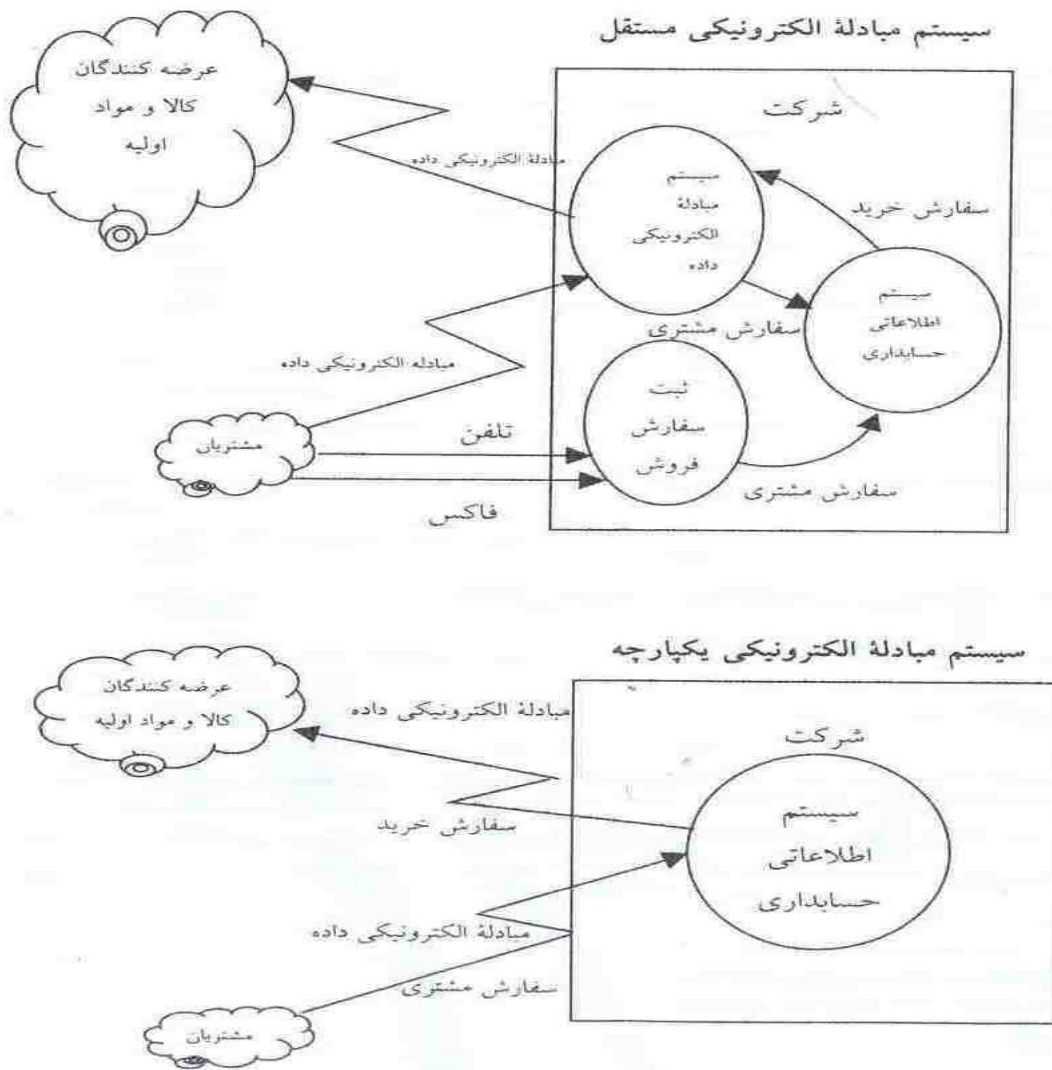 سیستم مبادلهٔ الکترونیکی مستقل
شرکت
عرضه کنندگان
کالا و مواد
اولیه
مبادلهٔ الکترونیکی داده
سیستم
مبادلهٔ
الکترونیکی
داده
سفارش خرید
سیستم
اطلاعاتی
حسابداری
سفارش مشتری
مبادله الکترونیکی داده
ثبت
سفارش
فروش
مشتریان
تلفن
فاکس
سفارش مشتری
سیستم مبادلهٔ الکترونیکی یکپارچه
شرکت
عرضه کنندگان
کالا و مواد اولیه
مبادلهٔ الکترونیکی داده
سفارش خرید
سیستم
اطلاعاتی
حسابداری
مبادلهٔ الکترونیکی داده
سفارش مشتری
مشتریان